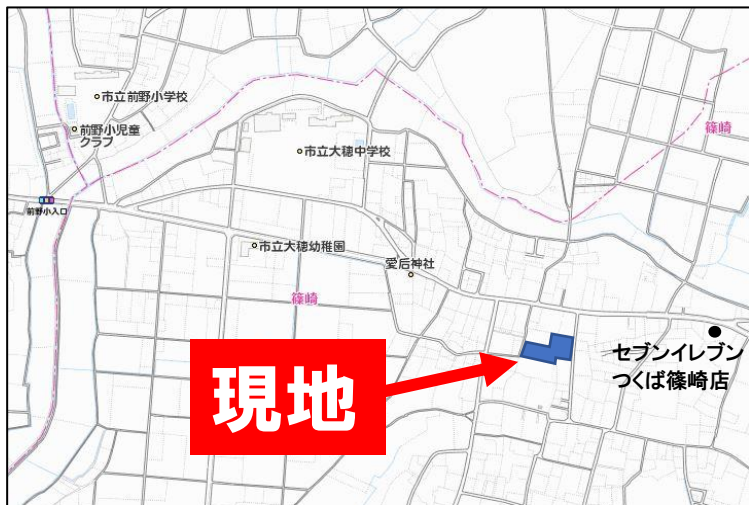 市立前野小学校
前野小児童
クラブ
市立大穂中学校
篠崎
前野小入口
市立大穂幼稚園
愛后神社
篠崎
現地
セブンイレブン
つくば篠崎店